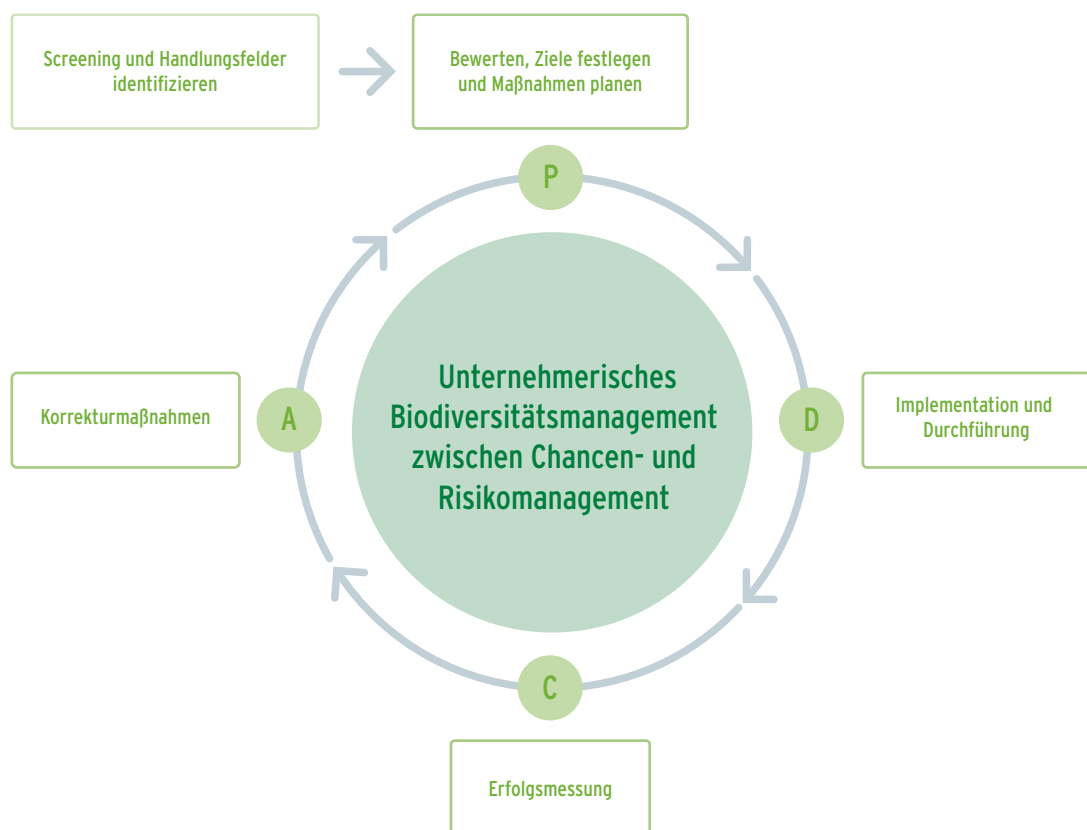 Screening und Handlungsfelder
identifizieren
Bewerten, Ziele festlegen
und Maßnahmen planen
P
Unternehmerisches
Biodiversitätsmanagement
zwischen Chancen- und
Risikomanagement
Korrekturmaßnahmen
A
D
Implementation und
Durchführung
C
Erfolgsmessung